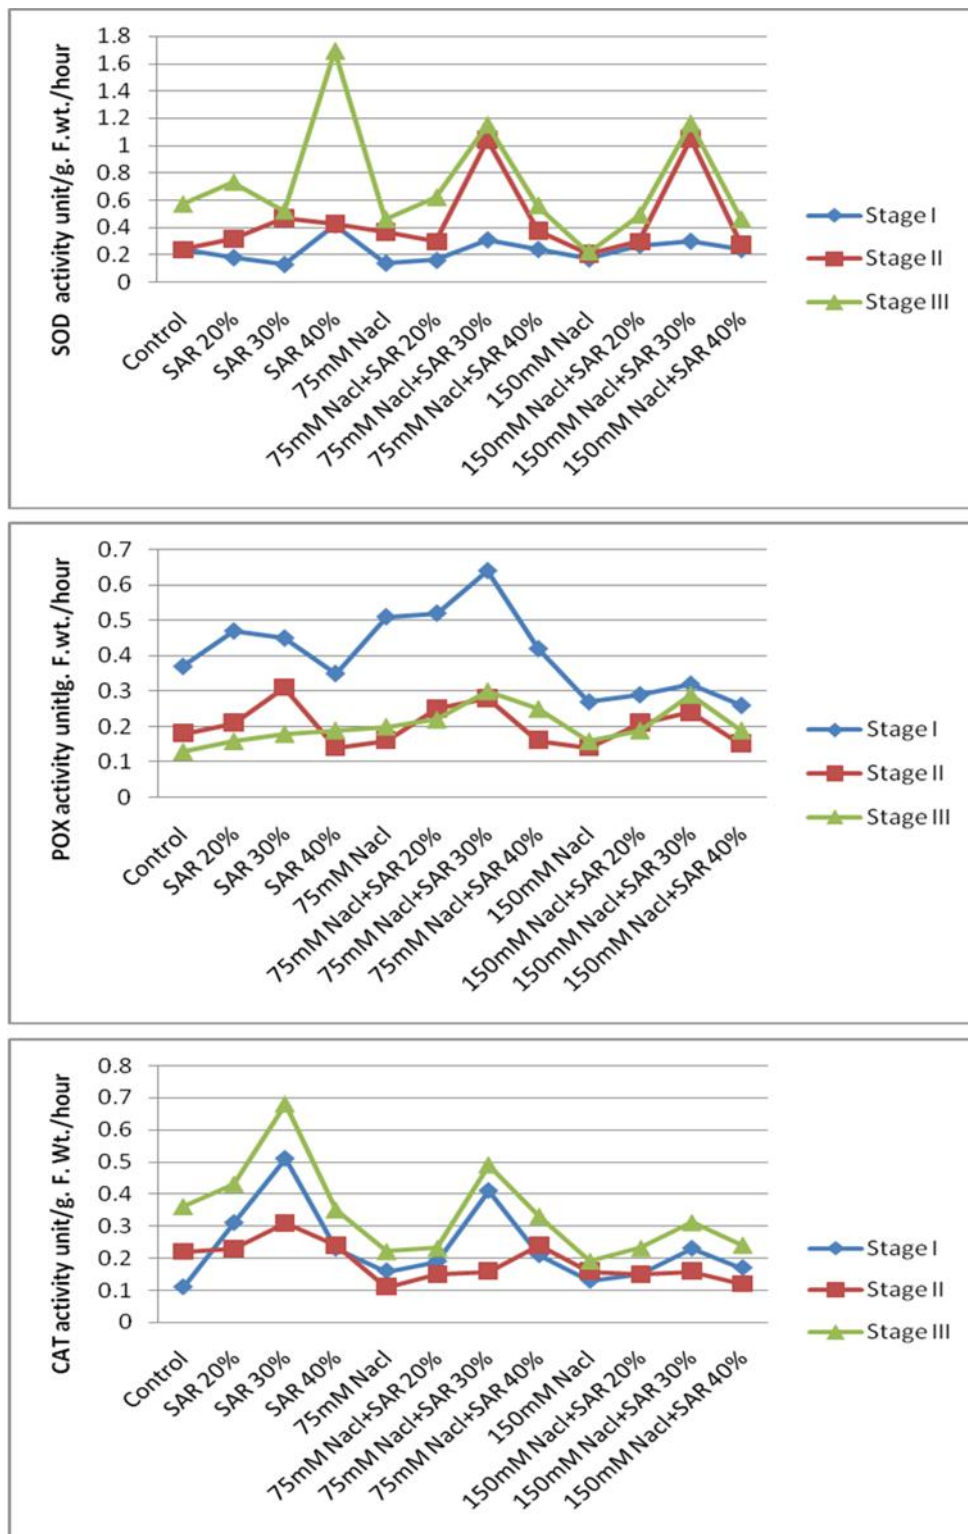 SOD activity unit/g. F.wt./hour
1.8
1.6
1.4
1.2
1
0.8
0.6
0.4
0.2
0
Control
SAR 20%
SAR 30%
SAR 40%
75mM Nacl
75mM Nacl+SAR 20%
75mM Nacl+SAR 30%
75mM Nacl+SAR 40%
150mM Nacl
150mM Nacl+SAR 20%
150mM Nacl+SAR 30%
150mM Nacl+SAR 40%
Stage I
Stage II
Stage III
POX activity unitlg. F.wt./hour
0.7
0.6
0.5
0.4
0.3
0.2
0.1
0
Control
SAR 20%
SAR 30%
SAR 40%
75mM Nacl
75mM Nacl+SAR 20%
75mM Nacl+SAR 30%
75mM Nacl+SAR 40%
150mM Nacl
150mM Nacl+SAR 20%
150mM Nacl+SAR 30%
150mM Nacl+SAR 40%
Stage I
Stage II
Stage III
CAT activity unit/g. F. Wt./hour
0.8
0.7
0.6
0.5
0.4
0.3
0.2
0.1
0
Control
SAR 20%
SAR 30%
SAR 40%
75mM Nacl
75mM Nacl+SAR 20%
75mM Nacl+SAR 30%
75mM Nacl+SAR 40%
150mM Nacl
150mM Nacl+SAR 20%
150mM Nacl+SAR 30%
150mM Nacl+SAR 40%
Stage I
Stage II
Stage III